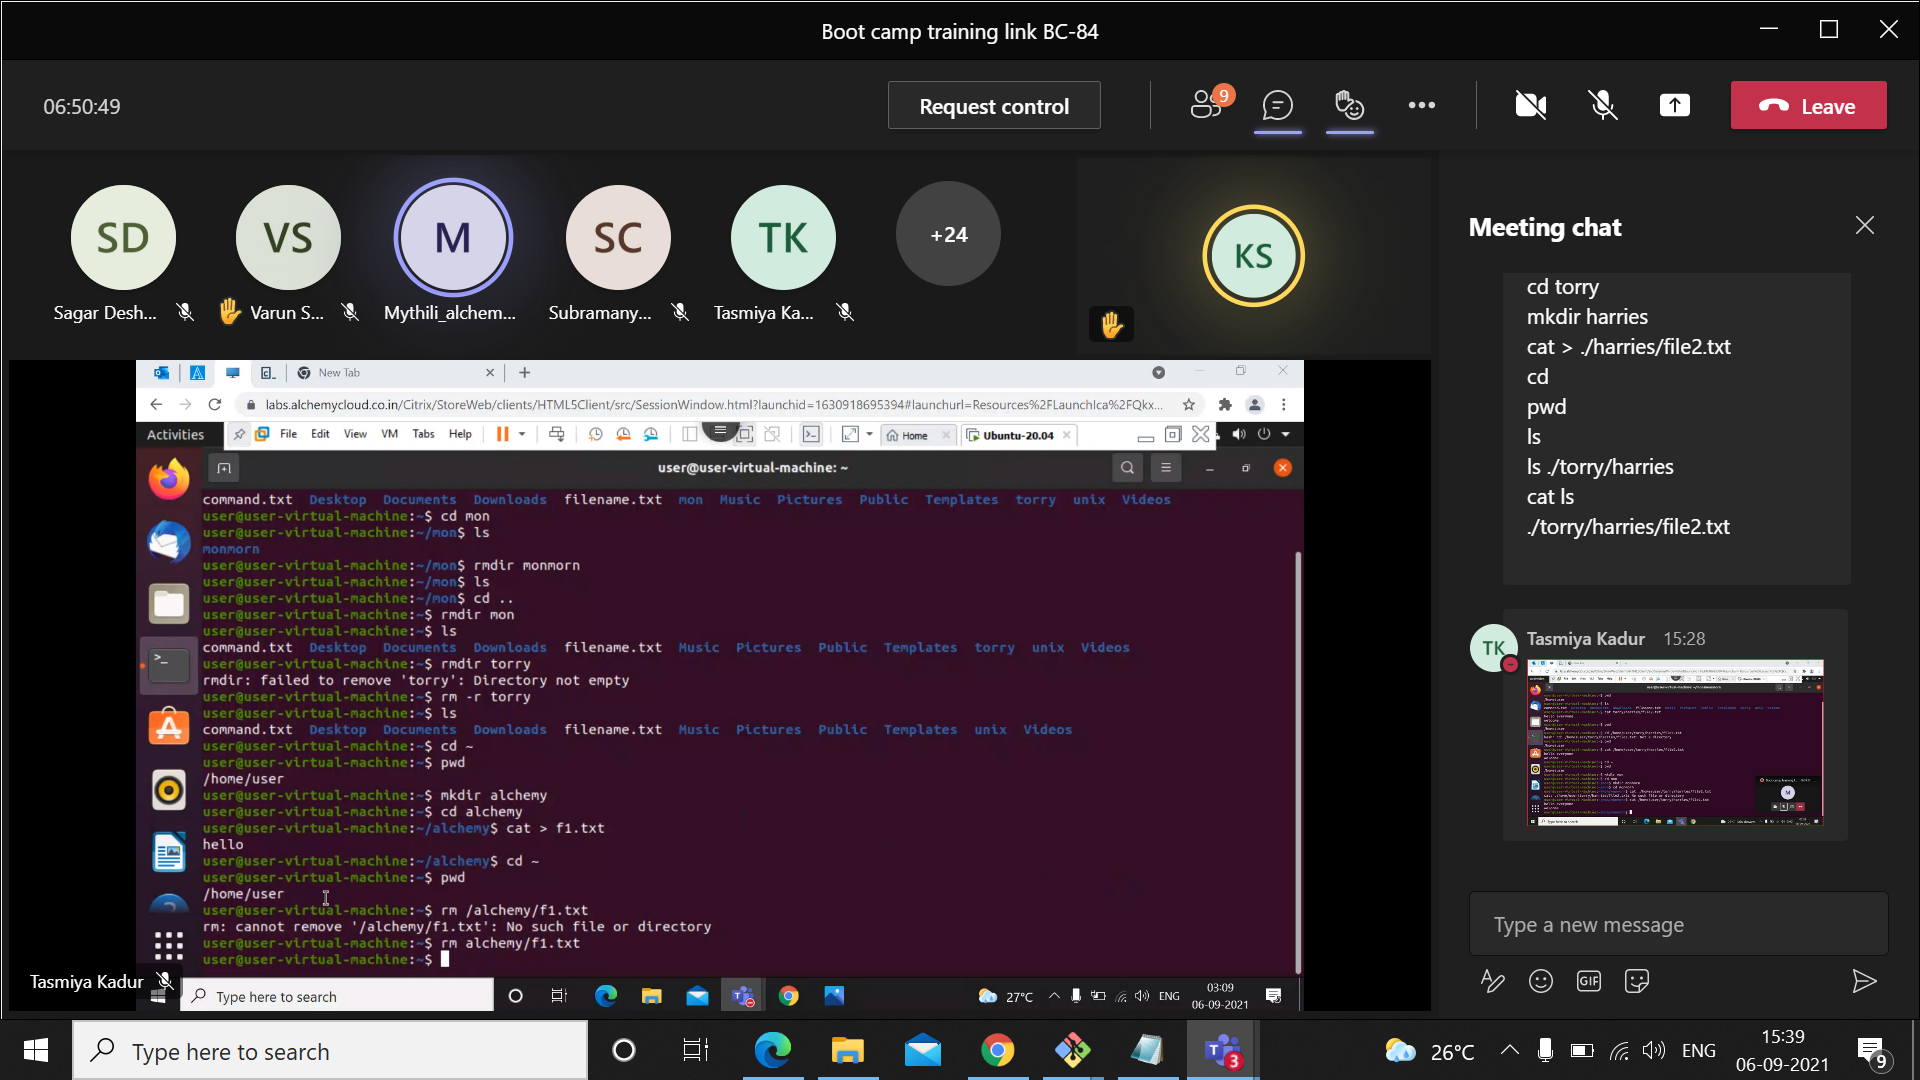 Boot camp training link BC-84
06:50:49
Request control
9
Leave
SD
VS
M
SC
TK
+24
KS
Sagar Desh...
Varun S...
Mythili_alchem...
Subramany...
Tasmiya Ka...
Meeting chat
cd torry
mkdir harries
cat > ./harries/file2.txt
cd
pwd
ls
ls ./torry/harries
cat ls
./torry/harries/file2.txt
TK
Tasmiya Kadur 15:28
Type a new message
GIF
New Tab
labs.alchemycloud.co.in/Citrix/StoreWeb/clients/HTML5Client/src/SessionWindow.html?launchid=1630918695394#launchurl=Resources%2FLaunchIca%2FQkx...
Activities
File Edit View VM Tabs Help
Home
Ubuntu-20.04
user@user-virtual-machine: ~
command.txt Desktop Documents Downloads filename.txt mon Music Pictures Public Templates torry unix Videos
user@user-virtual-machine:~$ cd mon
user@user-virtual-machine:~/mon$ ls
monmorn
user@user-virtual-machine:~/mon$ rmdir monmorn
user@user-virtual-machine:~/mon$ ls
user@user-virtual-machine:~/mon$ cd ..
user@user-virtual-machine:~$ rmdir mon
user@user-virtual-machine:~$ ls
command.txt Desktop Documents Downloads filename.txt Music Pictures Public Templates torry unix Videos
user@user-virtual-machine:~$ rmdir torry
rmdir: failed to remove 'torry': Directory not empty
user@user-virtual-machine:~$ rm -r torry
user@user-virtual-machine:~$ ls
command.txt Desktop Documents Downloads filename.txt Music Pictures Public Templates unix Videos
user@user-virtual-machine:~$ cd ~
user@user-virtual-machine:~$ pwd
/home/user
user@user-virtual-machine:~$ mkdir alchemy
user@user-virtual-machine:~$ cd alchemy
user@user-virtual-machine:~/alchemy$ cat > f1.txt
hello
user@user-virtual-machine:~/alchemy$ cd ~
user@user-virtual-machine:~$ pwd
/home/user
user@user-virtual-machine:~$ rm /alchemy/f1.txt
rm: cannot remove '/alchemy/f1.txt': No such file or directory
user@user-virtual-machine:~$ rm alchemy/f1.txt
user@user-virtual-machine:~$
Tasmiya Kadur
Type here to search
27°C
ENG
03:09
06-09-2021
Type here to search
3
26°C
ENG
15:39
06-09-2021
9